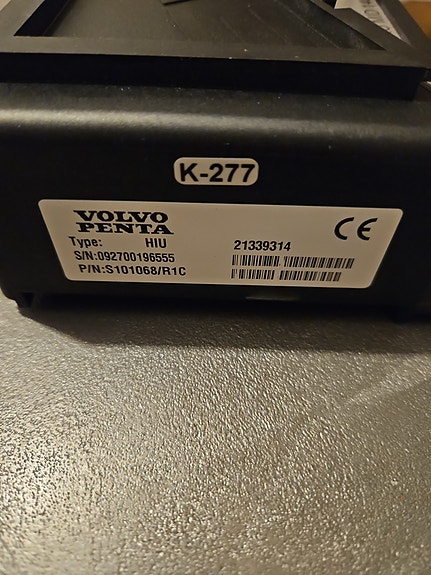 K-277
VOLVO
PENTA
CE
Type: HIU 21339314
S/N:092700196555
P/N:S101068/R1C